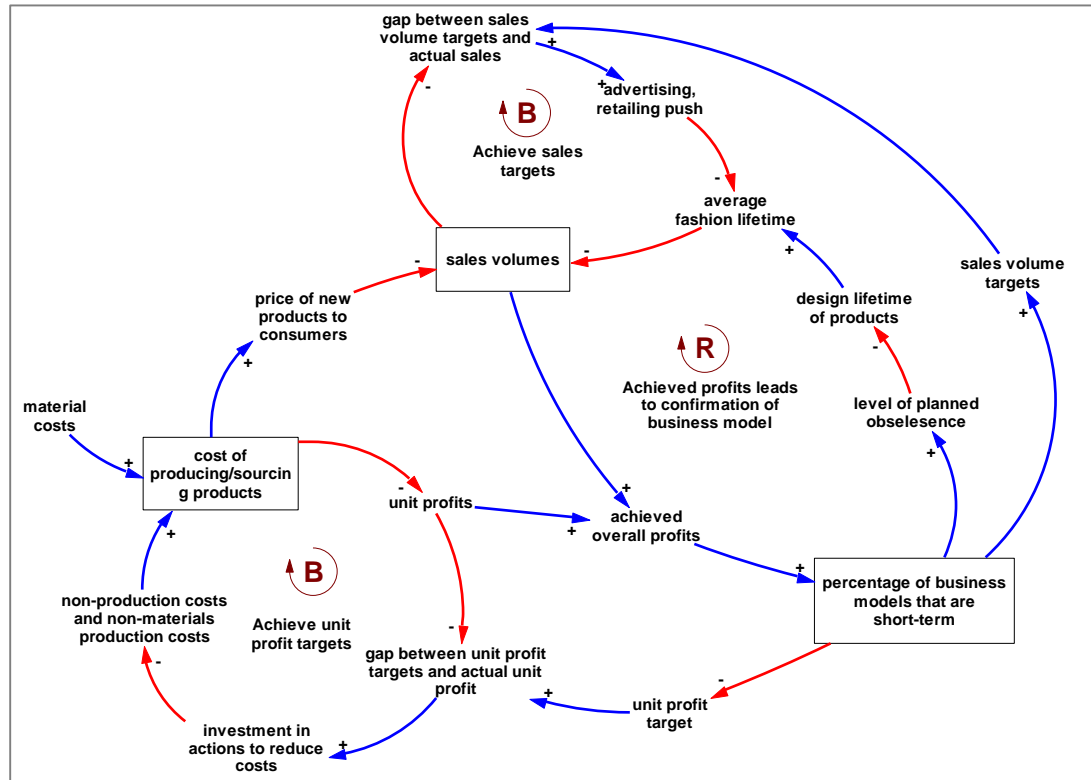 gap between sales
volume targets and
actual sales
+
-
+
advertising,
retailing push
B
Achieve sales
targets
-
average
fashion lifetime
-
+
sales volumes
-
sales volume
targets
+
design lifetime
of products
-
price of new
products to
consumers
+
R
Achieved profits leads
to confirmation of
business model
level of planned
obselesence
+
material
costs
+
cost of
producing/sourcin
g products
+
-
unit profits
+
+
achieved
overall profits
+
percentage of business
models that are
short-term
B
Achieve unit
profit targets
non-production costs
and non-materials
production costs
-
-
gap between unit profit
targets and actual unit
profit
+
-
unit profit
target
investment in
actions to reduce
costs
+